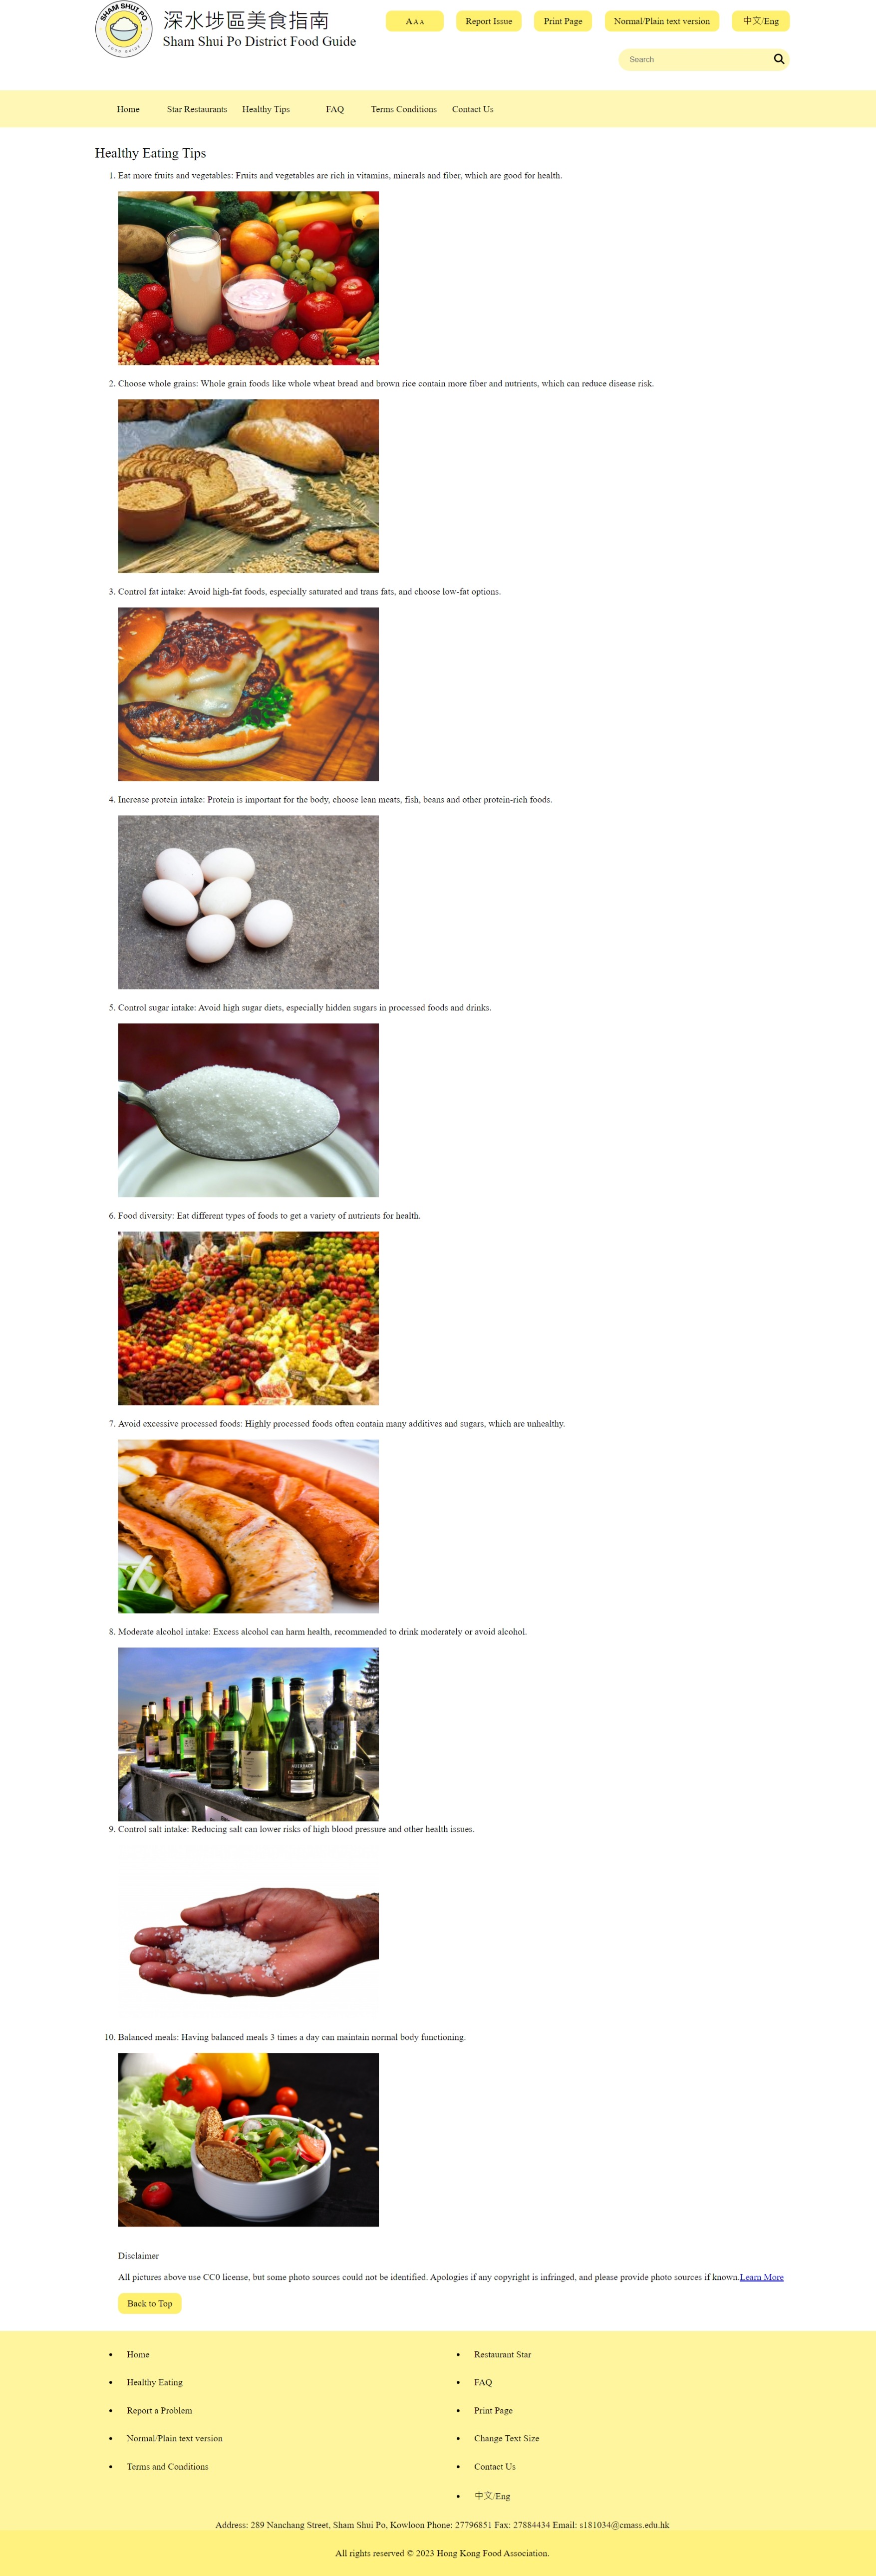 SHAM SHUI PO
FOOD GUIDE
深水埗區美食指南
Sham Shui Po District Food Guide
A A A
Report Issue
Print Page
Normal/Plain text version
中文/Eng
Search
Home
Star Restaurants
Healthy Tips
FAQ
Terms Conditions
Contact Us
Healthy Eating Tips
1. Eat more fruits and vegetables: Fruits and vegetables are rich in vitamins, minerals and fiber, which are good for health.
2. Choose whole grains: Whole grain foods like whole wheat bread and brown rice contain more fiber and nutrients, which can reduce disease risk.
3. Control fat intake: Avoid high-fat foods, especially saturated and trans fats, and choose low-fat options.
4. Increase protein intake: Protein is important for the body, choose lean meats, fish, beans and other protein-rich foods.
5. Control sugar intake: Avoid high sugar diets, especially hidden sugars in processed foods and drinks.
6. Food diversity: Eat different types of foods to get a variety of nutrients for health.
7. Avoid excessive processed foods: Highly processed foods often contain many additives and sugars, which are unhealthy.
8. Moderate alcohol intake: Excess alcohol can harm health, recommended to drink moderately or avoid alcohol.
9. Control salt intake: Reducing salt can lower risks of high blood pressure and other health issues.
10. Balanced meals: Having balanced meals 3 times a day can maintain normal body functioning.
Disclaimer
All pictures above use CC0 license, but some photo sources could not be identified. Apologies if any copyright is infringed, and please provide photo sources if known.Learn More
Back to Top
• Home
• Healthy Eating
• Report a Problem
• Normal/Plain text version
• Terms and Conditions
• Restaurant Star
• FAQ
• Print Page
• Change Text Size
• Contact Us
• 中文/Eng
Address: 289 Nanchang Street, Sham Shui Po, Kowloon Phone: 27796851 Fax: 27884434 Email: s181034@cmass.edu.hk
All rights reserved © 2023 Hong Kong Food Association.